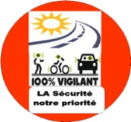 100% VIGILANT
LA Sécurité
notre priorité